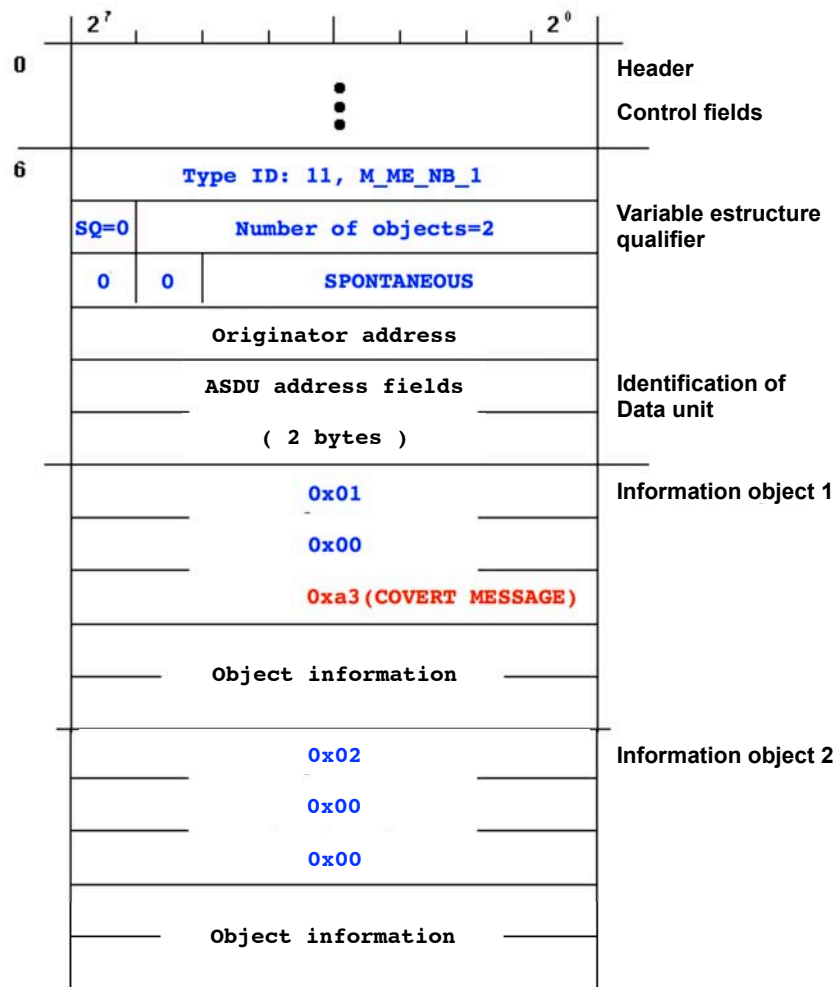 2⁷ 2⁰
0 Header
Control fields
6 Type ID: 11, M_ME_NB_1
SQ=0 Number of objects=2 Variable estructure
qualifier
0 0 SPONTANEOUS
Originator address
ASDU address fields Identification of
Data unit
( 2 bytes )
0x01 Information object 1
0x00
0xa3(COVERT MESSAGE)
Object information
0x02 Information object 2
0x00
0x00
Object information